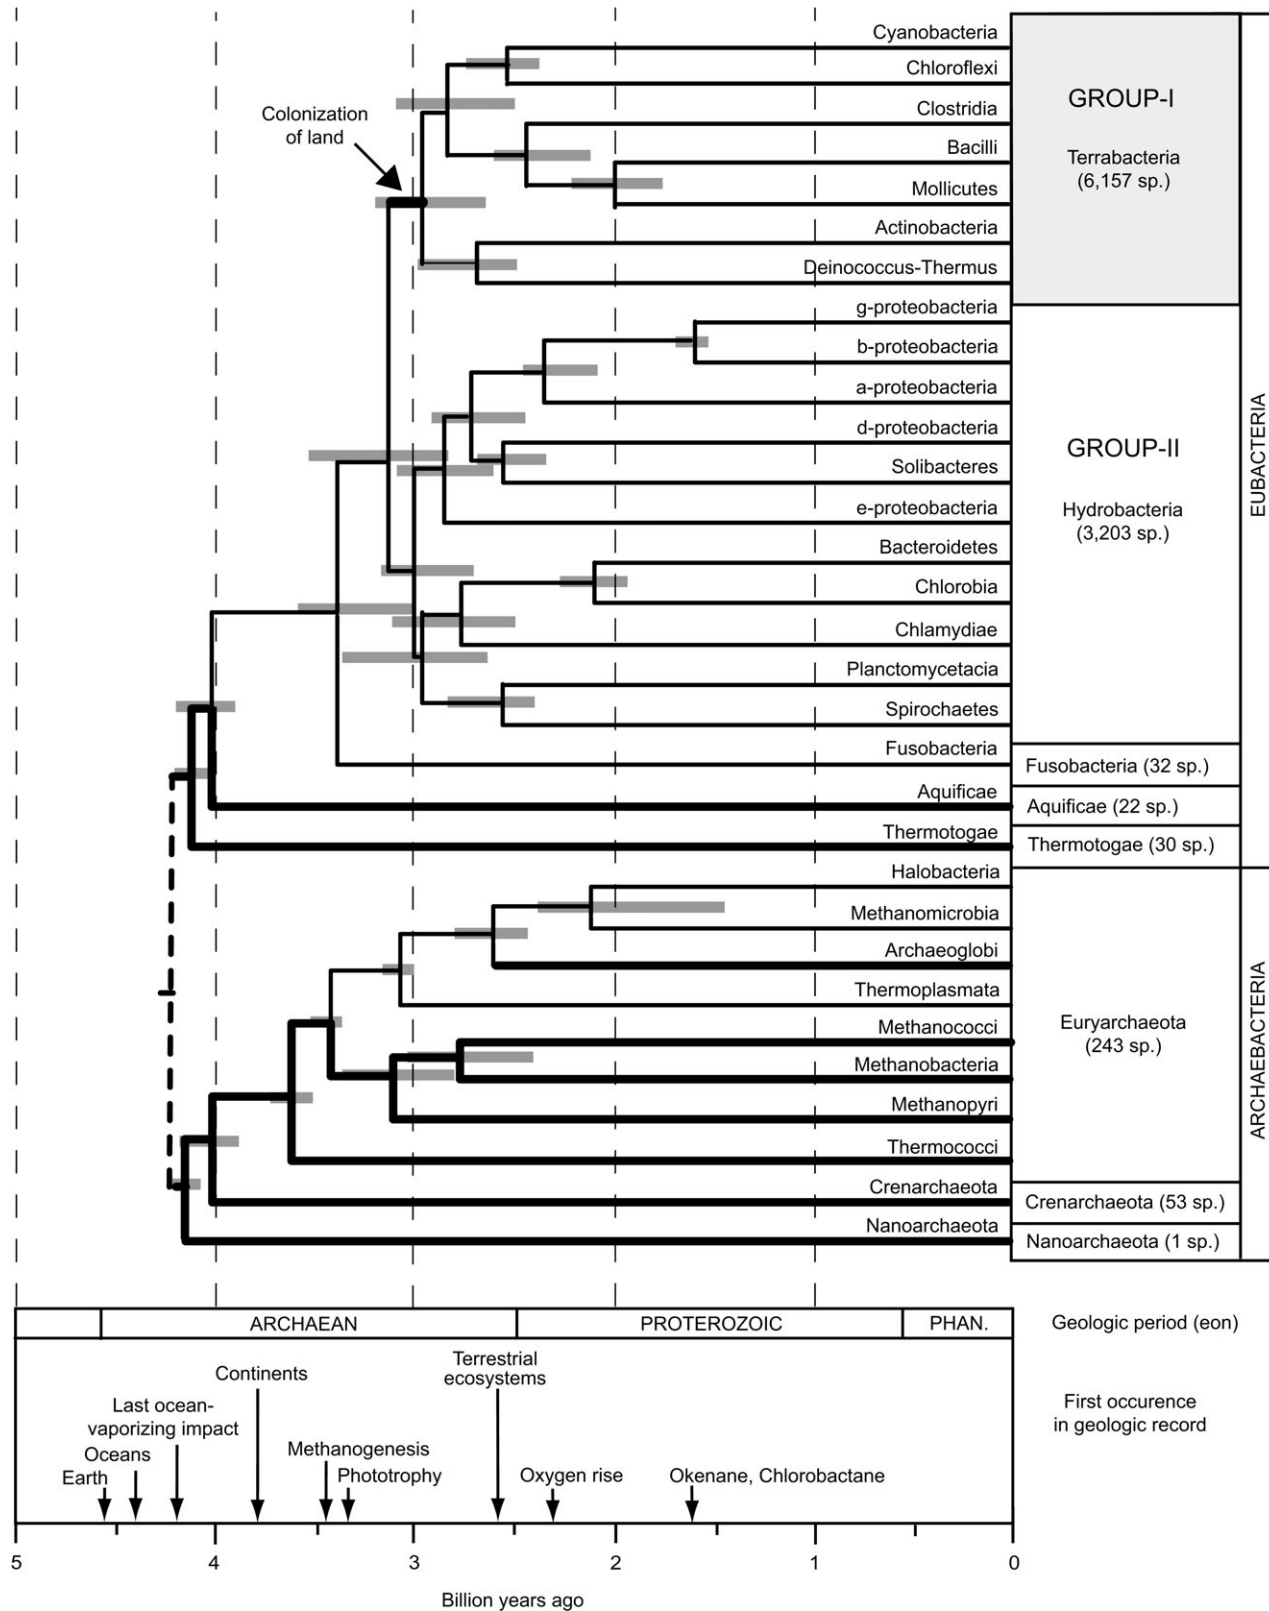 Cyanobacteria
Chloroflexi
Clostridia
Bacilli
Mollicutes
Actinobacteria
Deinococcus-Thermus
g-proteobacteria
b-proteobacteria
a-proteobacteria
d-proteobacteria
Solibacteres
e-proteobacteria
Bacteroidetes
Chlorobia
Chlamydiae
Planctomycetacia
Spirochaetes
Fusobacteria
Aquificae
Thermotogae
Halobacteria
Methanomicrobia
Archaeoglobi
Thermoplasmata
Methanococci
Methanobacteria
Methanopyri
Thermococci
Crenarchaeota
Nanoarchaeota
Colonization
of land
GROUP-I
Terrabacteria
(6,157 sp.)
GROUP-II
Hydrobacteria
(3,203 sp.)
Fusobacteria (32 sp.)
Aquificae (22 sp.)
Thermotogae (30 sp.)
Euryarchaeota
(243 sp.)
Crenarchaeota (53 sp.)
Nanoarchaeota (1 sp.)
EUBACTERIA
ARCHAEBACTERIA
ARCHAEAN
PROTEROZOIC
PHAN.
Geologic period (eon)
Continents
Terrestrial
ecosystems
Last ocean-
vaporizing impact
Oceans
Earth
Methanogenesis
Phototrophy
Oxygen rise
Okenane, Chlorobactane
First occurence
in geologic record
5 4 3 2 1 0
Billion years ago